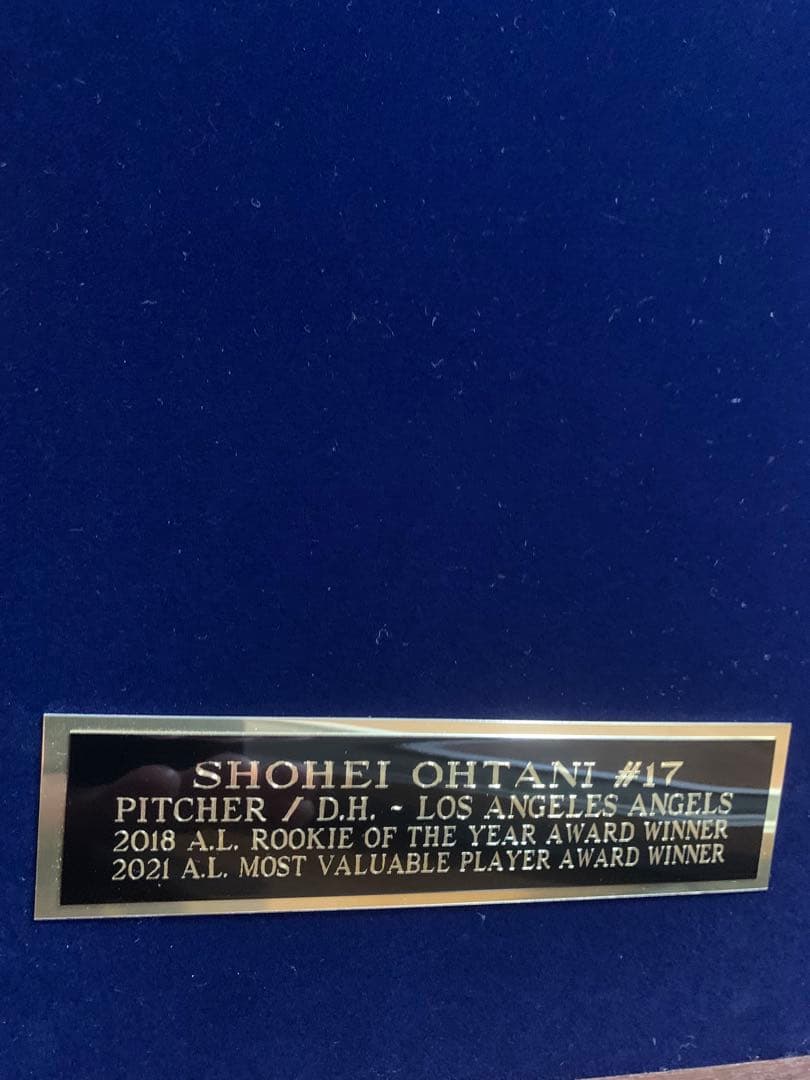 SHOHEI OHTANI #17
PITCHER / D.H. - LOS ANGELES ANGELS
2018 A.L. ROOKIE OF THE YEAR AWARD WINNER
2021 A.L. MOST VALUABLE PLAYER AWARD WINNER